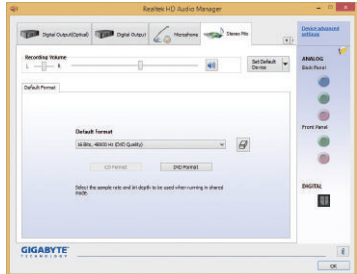 Realtek HD Audio Manager
Digital Output(Optical)
Digital Output
Microphone
Stereo Mix
Device advanced
settings
Recording Volume
L
R
Set Default
Device
ANALOG
Back Panel
Default Format
Default Format
16 Bits, 48000 Hz (DVD Quality)
CD Format
DVD Format
Select the sample rate and bit depth to be used when running in shared
mode.
Front Panel
DIGITAL
GIGABYTE
TECHNOLOGY
i
OK